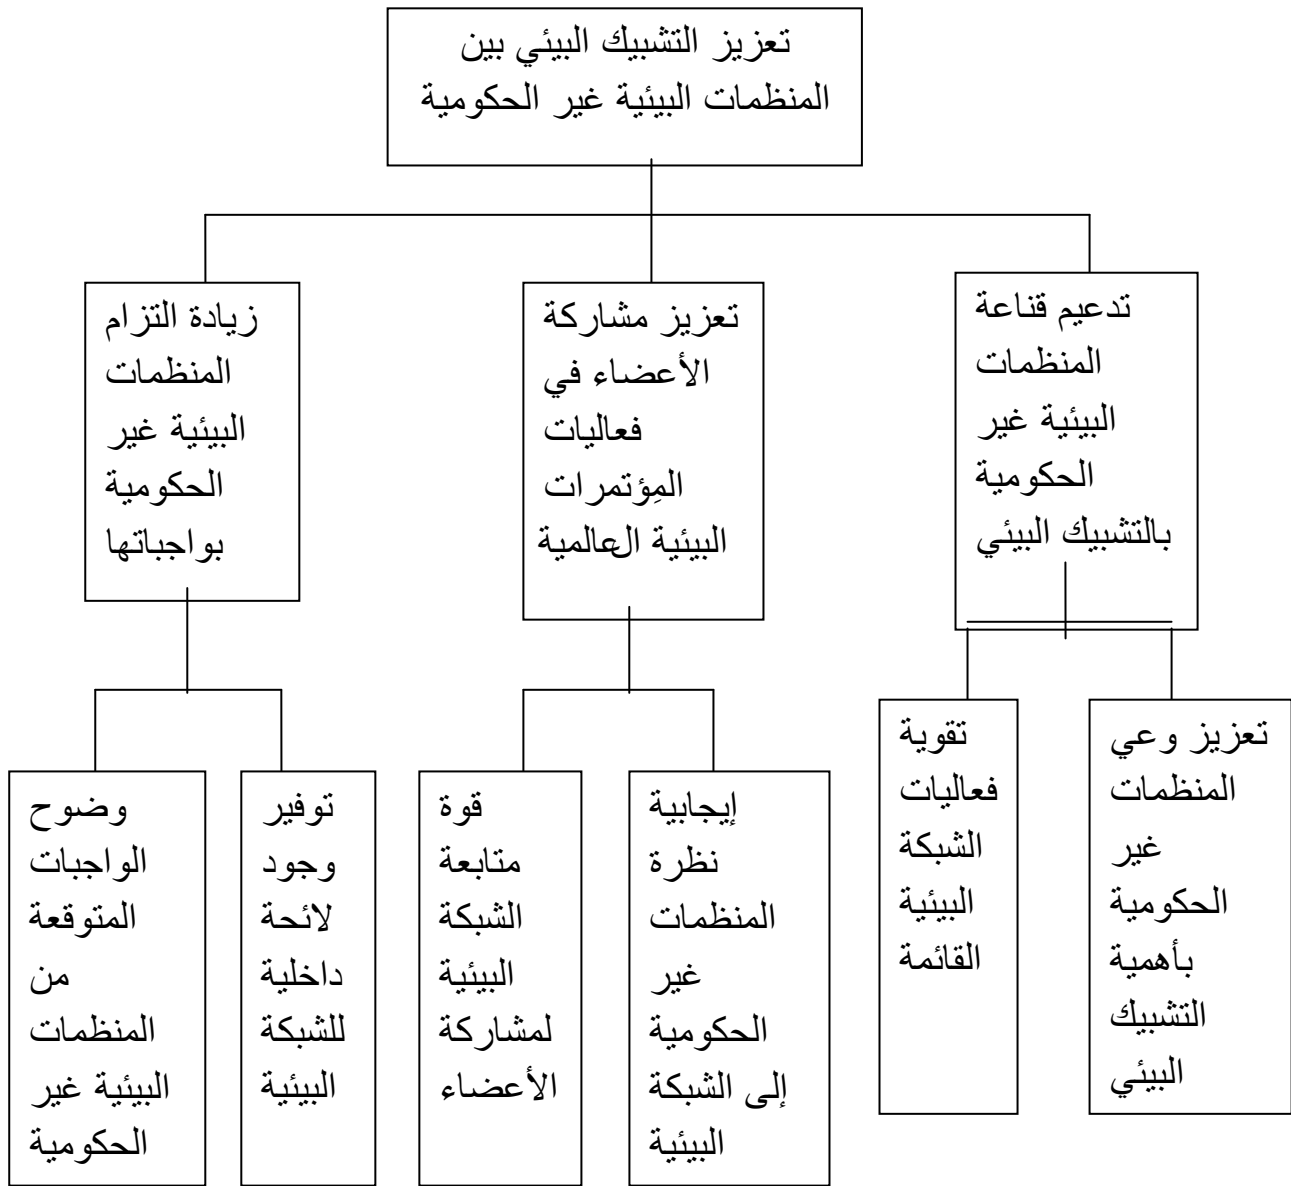 تعزيز التشبيك البيئي بين
المنظمات البيئية غير الحكومية
تدعيم قناعة
المنظمات
البيئية غير
الحكومية
بالتشبيك البيئي
تعزيز مشاركة
الأعضاء في
فعاليات
المِؤتمرات
البيئية العالمية
زيادة التزام
المنظمات
البيئية غير
الحكومية
بواجباتها
تعزيز وعي
المنظمات
غير
الحكومية
بأهمية
التشبيك
البيئي
تقوية
فعاليات
الشبكة
البيئية
القائمة
إيجابية
نظرة
المنظمات
غير
الحكومية
إلى الشبكة
البيئية
قوة
متابعة
الشبكة
البيئية
لمشاركة
الأعضاء
توفير
وجود
لائحة
داخلية
للشبكة
البيئية
وضوح
الواجبات
المتوقعة
من
المنظمات
البيئية غير
الحكومية